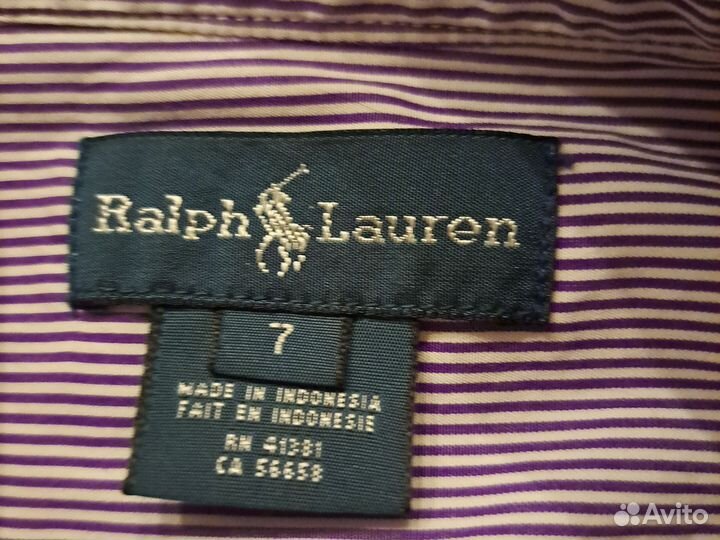 Ralph Lauren
7
MADE IN INDONESIA
FAIT EN INDONESIE
RN 41381
CA 56658
Avito